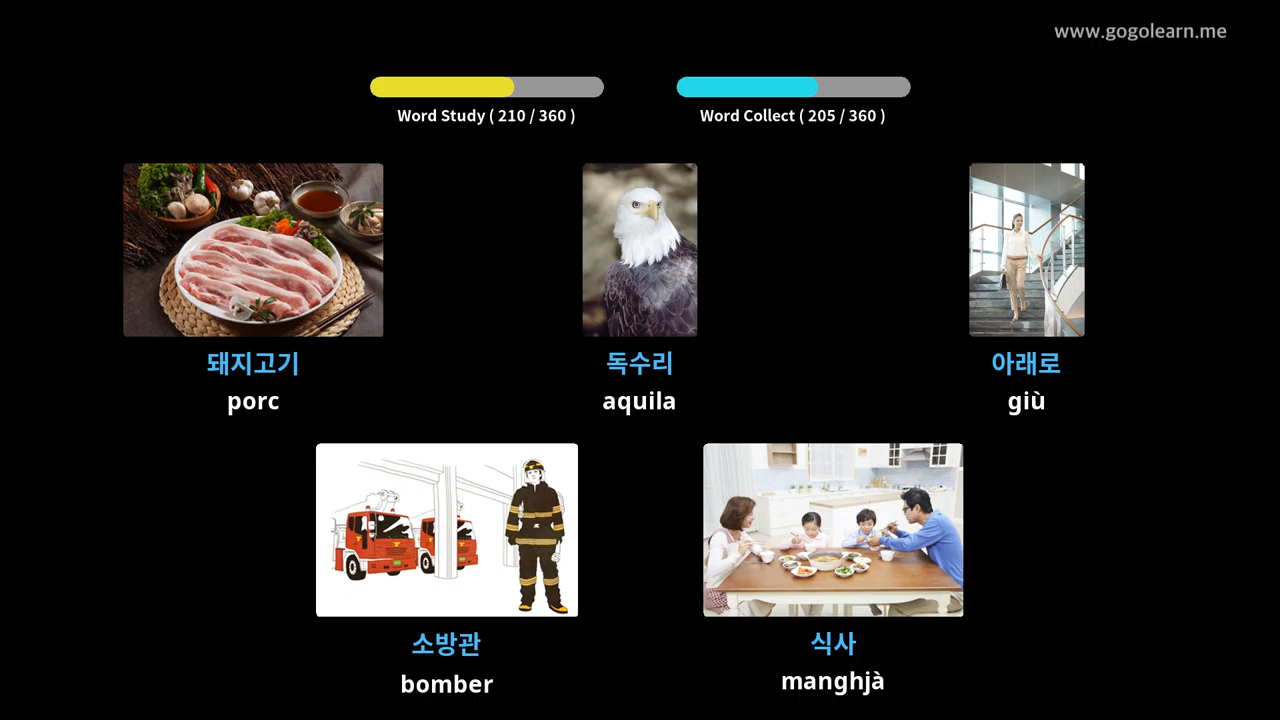 www.gogolearn.me
Word Study ( 210 / 360 )
Word Collect ( 205 / 360 )
돼지고기
porc
독수리
aquila
아래로
giù
소방관
bomber
식사
manghjà